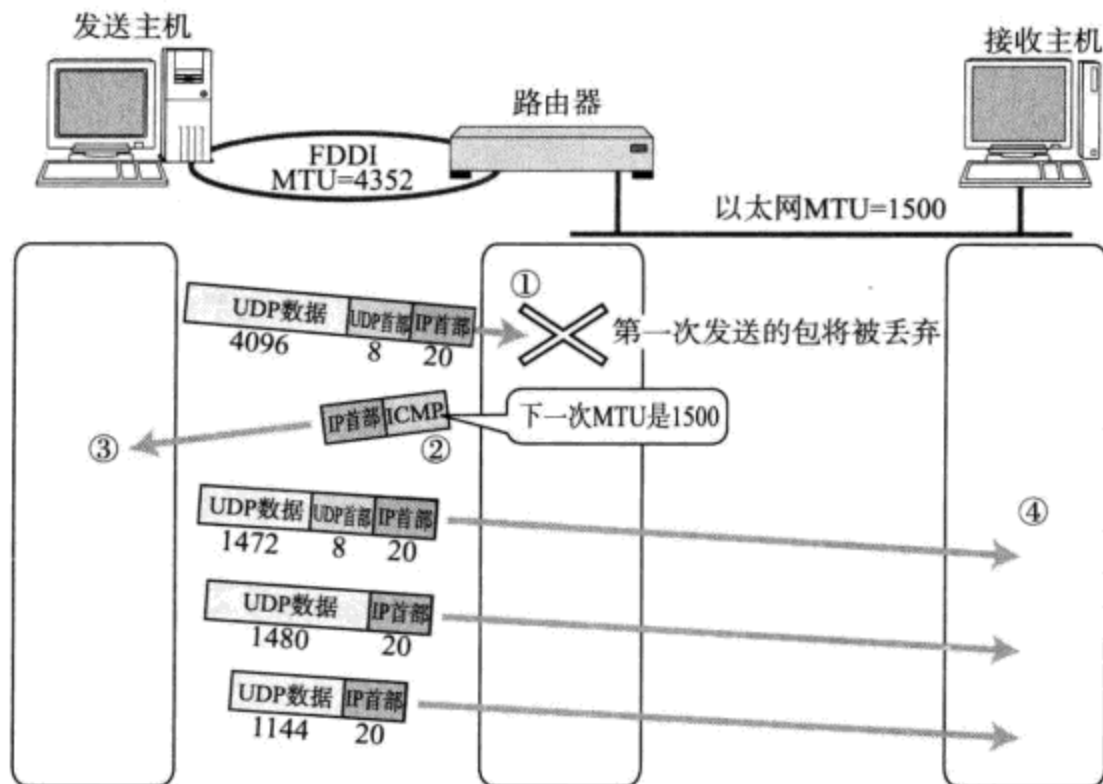 发送主机
接收主机
路由器
FDDI
MTU=4352
以太网MTU=1500
①
UDP数据 UDP首部 IP首部
4096 8 20
第一次发送的包将被丢弃
IP首部 ICMP
下一次MTU是1500
②
③
UDP数据 UDP首部 IP首部
1472 8 20
④
UDP数据 IP首部
1480 20
UDP数据 IP首部
1144 20